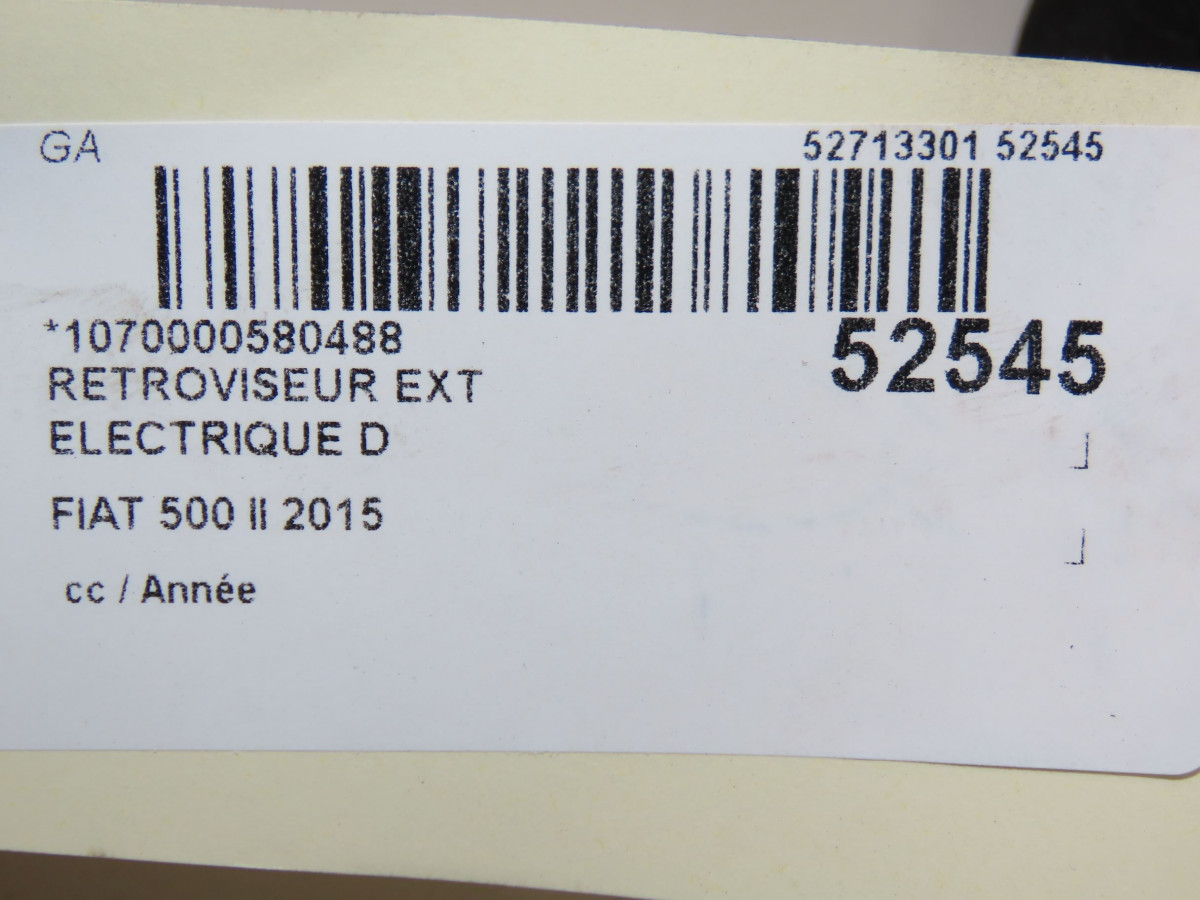 GA 52713301 52545
*1070000580488
52545
RETROVISEUR EXT
ELECTRIQUE D
FIAT 500 II 2015
cc / Année